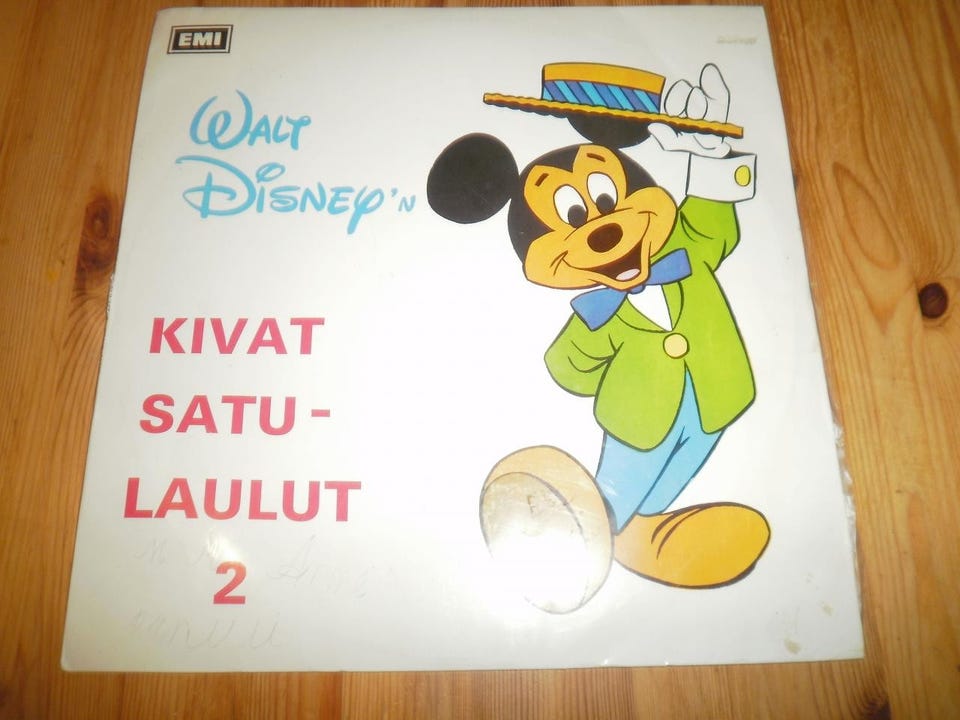 EMI
WALT
DISNEY'N
KIVAT
SATU-
LAULUT
2